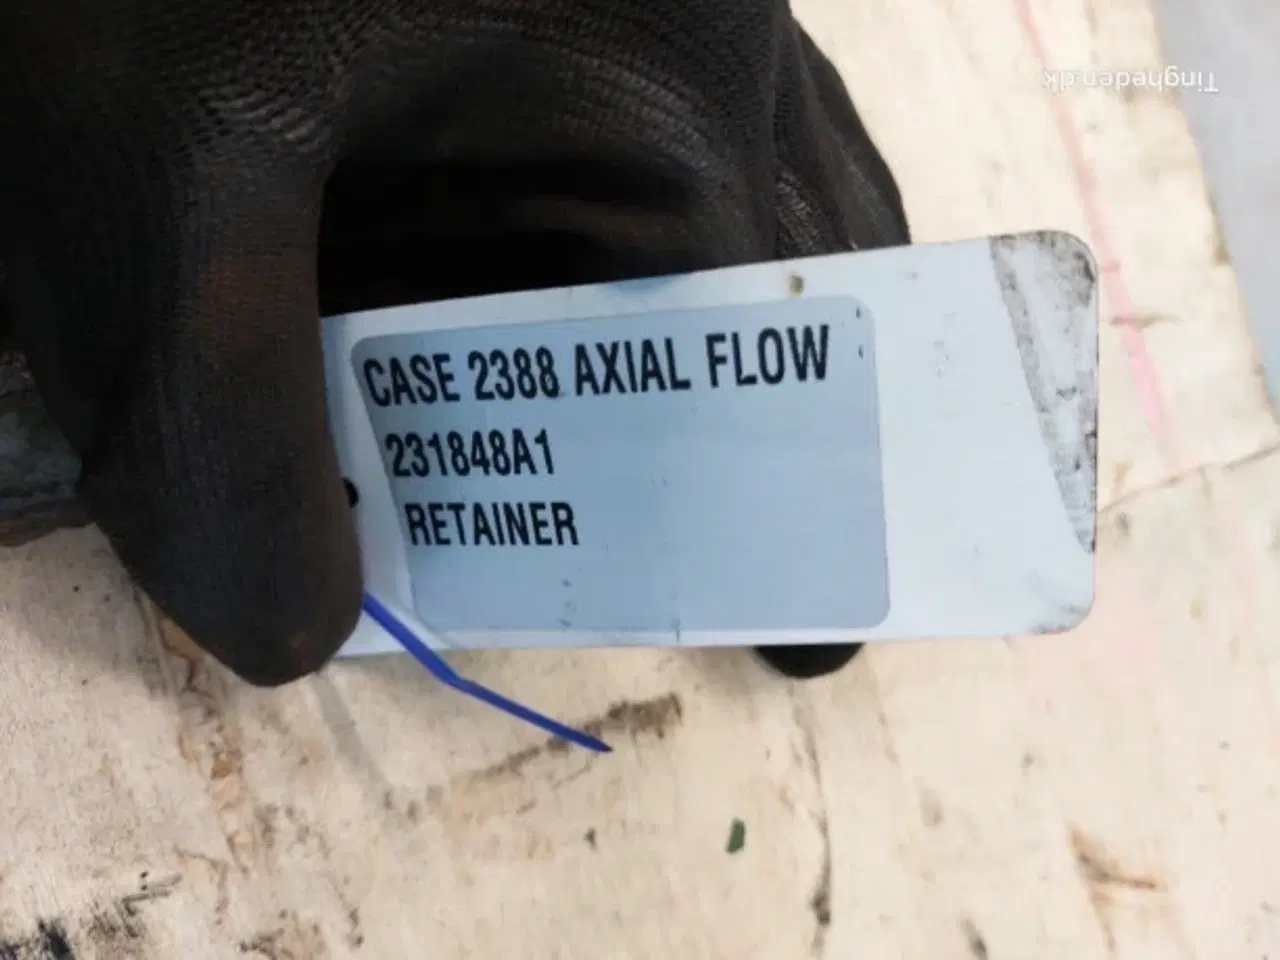 Tingheden.dk
CASE 2388 AXIAL FLOW
231848A1
RETAINER